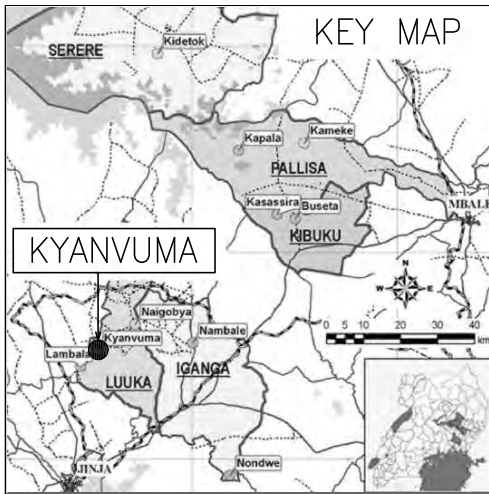 KEY MAP
Kidetok
SERERE
Kapala
Kameke
PALLISA
MBALE
Kasassira
Buseta
KIBUKU
KYANVUMA
N
W
E
S
Naigobya
Nambale
Kyanvuma
Lambala
0 5 10 20 30 40
km
LUUKA
IGANGA
JINJA
Nondwe